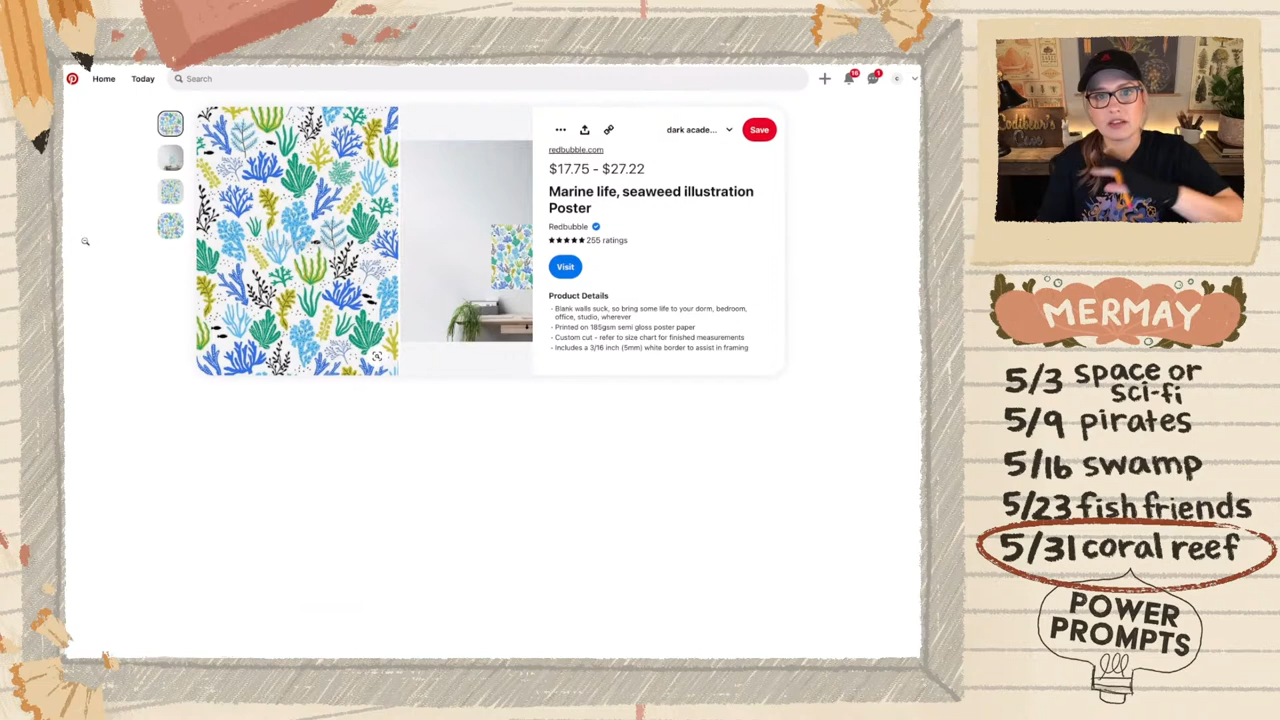 Home
Today
Search
16
1
c
dark acade...
Save
redbubble.com
$17.75 - $27.22
Marine life, seaweed illustration
Poster
Redbubble
255 ratings
Visit
Product Details
· Blank walls suck, so bring some life to your dorm, bedroom,
office, studio, wherever
· Printed on 185gsm semi gloss poster paper
· Custom cut - refer to size chart for finished measurements
· Includes a 3/16 inch (5mm) white border to assist in framing
MERMAY
5/3 space or
sci-fi
5/9 pirates
5/16 swamp
5/23 fish friends
5/31 coral reef
POWER
PROMPTS